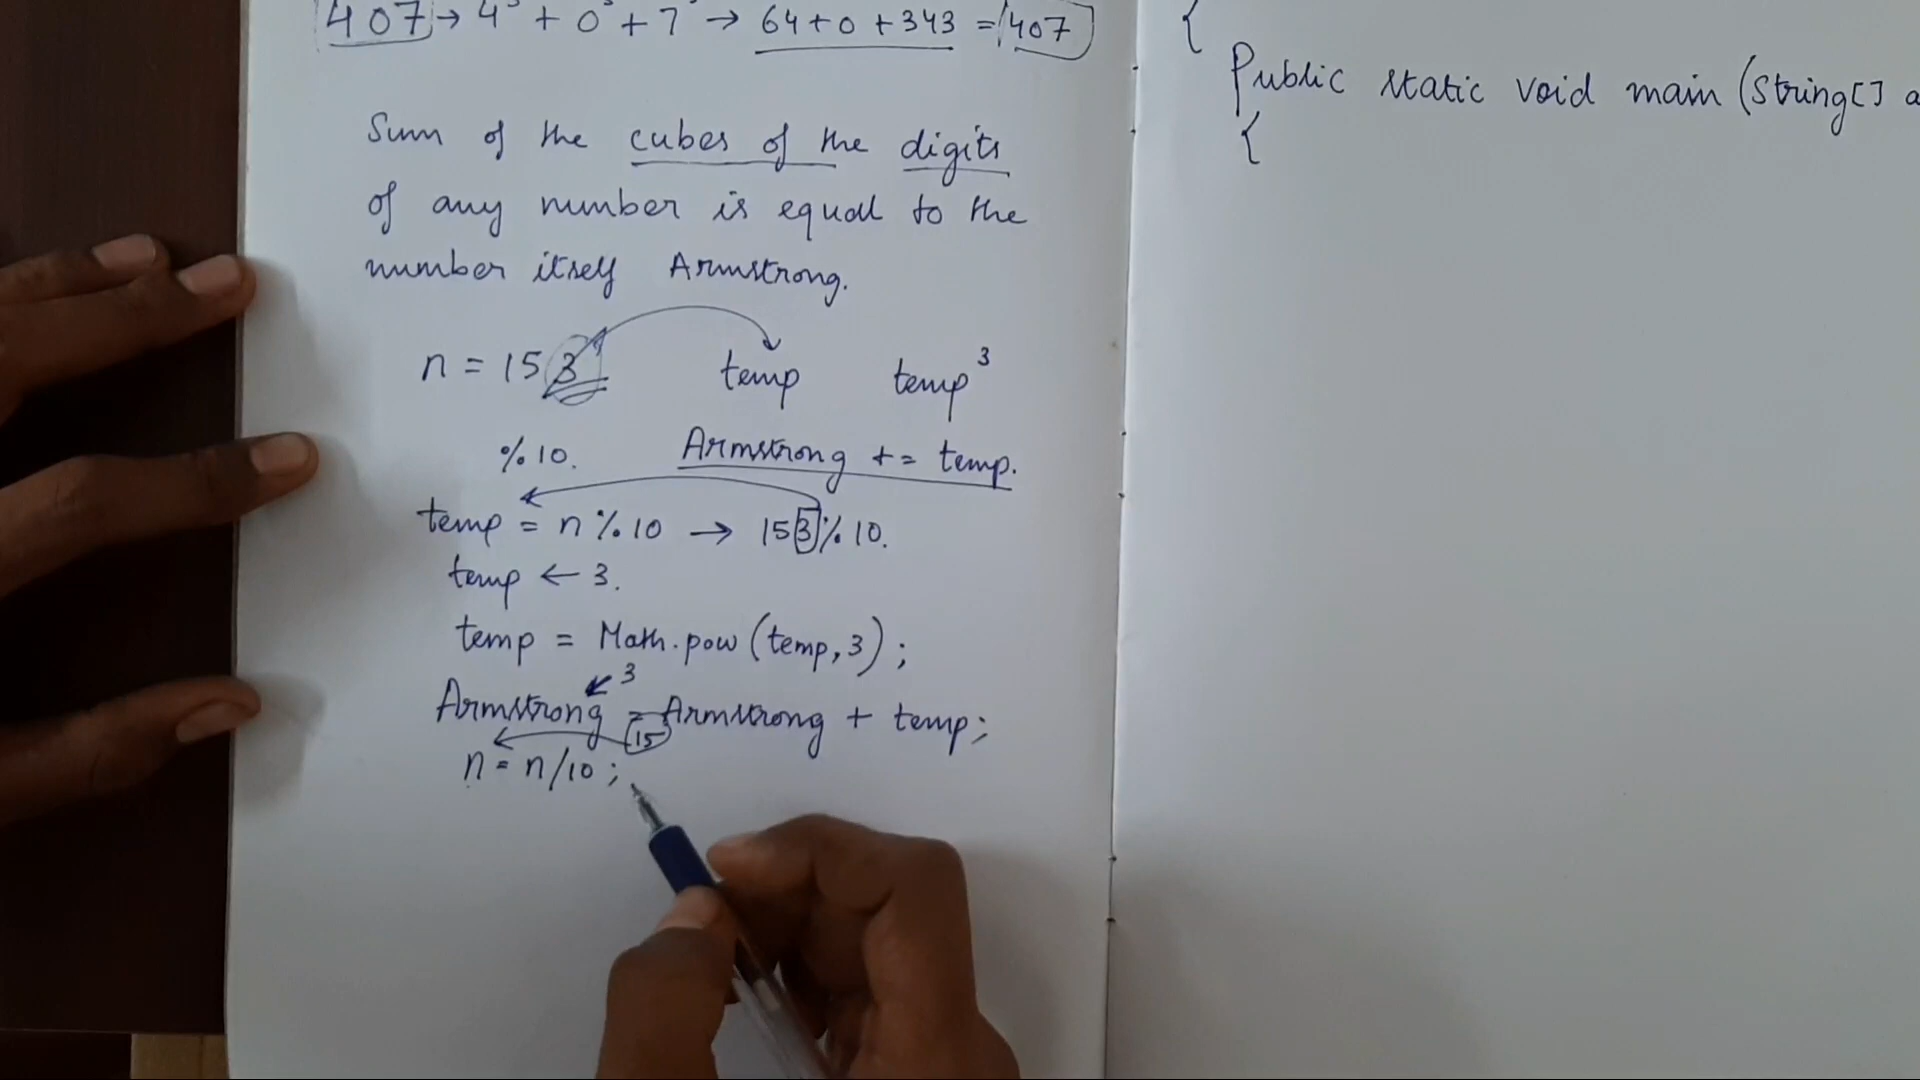 407 → 4³ + 0³ + 7³ → 64+0+343 = 407
Sum of the cubes of the digits
of any number is equal to the
number itself Armstrong.
n = 153 temp temp³
%10. Armstrong += temp.
temp = n%10 → 153%10.
temp ← 3.
temp = Math.pow(temp,3);
3
Armstrong = Armstrong + temp;
15
n = n/10;
{
Public static void main (String[] a
{